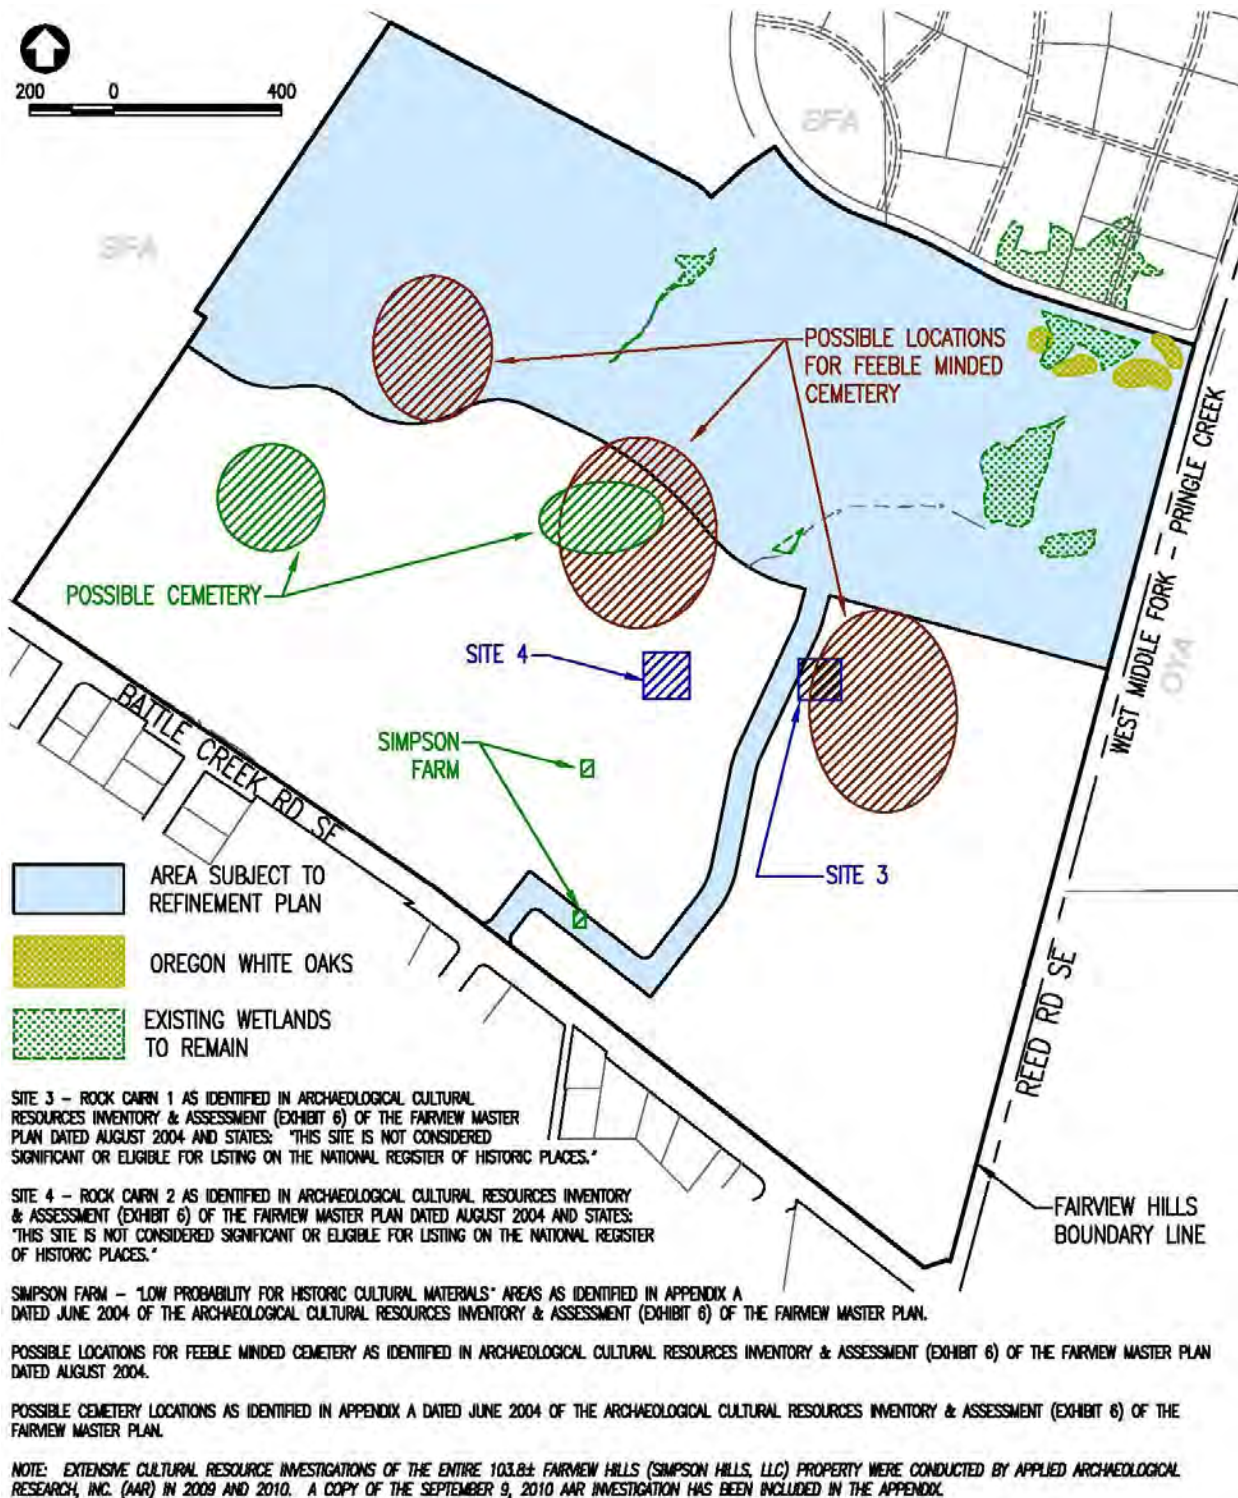 200 0 400
SFA
SFA
POSSIBLE LOCATIONS
FOR FEEBLE MINDED
CEMETERY
WEST MIDDLE FORK - PRINGLE CREEK
OYA
POSSIBLE CEMETERY
SITE 4
BATTLE CREEK RD SE
SIMPSON
FARM
SITE 3
AREA SUBJECT TO
REFINEMENT PLAN
OREGON WHITE OAKS
EXISTING WETLANDS
TO REMAIN
REED RD SE
FAIRVIEW HILLS
BOUNDARY LINE
SITE 3 - ROCK CAIRN 1 AS IDENTIFIED IN ARCHAEOLOGICAL CULTURAL
RESOURCES INVENTORY & ASSESSMENT (EXHIBIT 6) OF THE FAIRVIEW MASTER
PLAN DATED AUGUST 2004 AND STATES: "THIS SITE IS NOT CONSIDERED
SIGNIFICANT OR ELIGIBLE FOR LISTING ON THE NATIONAL REGISTER OF HISTORIC PLACES."
SITE 4 - ROCK CAIRN 2 AS IDENTIFIED IN ARCHAEOLOGICAL CULTURAL RESOURCES INVENTORY
& ASSESSMENT (EXHIBIT 6) OF THE FAIRVIEW MASTER PLAN DATED AUGUST 2004 AND STATES:
"THIS SITE IS NOT CONSIDERED SIGNIFICANT OR ELIGIBLE FOR LISTING ON THE NATIONAL REGISTER
OF HISTORIC PLACES."
SIMPSON FARM - "LOW PROBABILITY FOR HISTORIC CULTURAL MATERIALS" AREAS AS IDENTIFIED IN APPENDIX A
DATED JUNE 2004 OF THE ARCHAEOLOGICAL CULTURAL RESOURCES INVENTORY & ASSESSMENT (EXHIBIT 6) OF THE FAIRVIEW MASTER PLAN.
POSSIBLE LOCATIONS FOR FEEBLE MINDED CEMETERY AS IDENTIFIED IN ARCHAEOLOGICAL CULTURAL RESOURCES INVENTORY & ASSESSMENT (EXHIBIT 6) OF THE FAIRVIEW MASTER PLAN
DATED AUGUST 2004.
POSSIBLE CEMETERY LOCATIONS AS IDENTIFIED IN APPENDIX A DATED JUNE 2004 OF THE ARCHAEOLOGICAL CULTURAL RESOURCES INVENTORY & ASSESSMENT (EXHIBIT 6) OF THE
FAIRVIEW MASTER PLAN.
NOTE: EXTENSIVE CULTURAL RESOURCE INVESTIGATIONS OF THE ENTIRE 103.8± FAIRVIEW HILLS (SIMPSON HILLS, LLC) PROPERTY WERE CONDUCTED BY APPLIED ARCHAEOLOGICAL
RESEARCH, INC. (AAR) IN 2009 AND 2010. A COPY OF THE SEPTEMBER 9, 2010 AAR INVESTIGATION HAS BEEN INCLUDED IN THE APPENDIX.